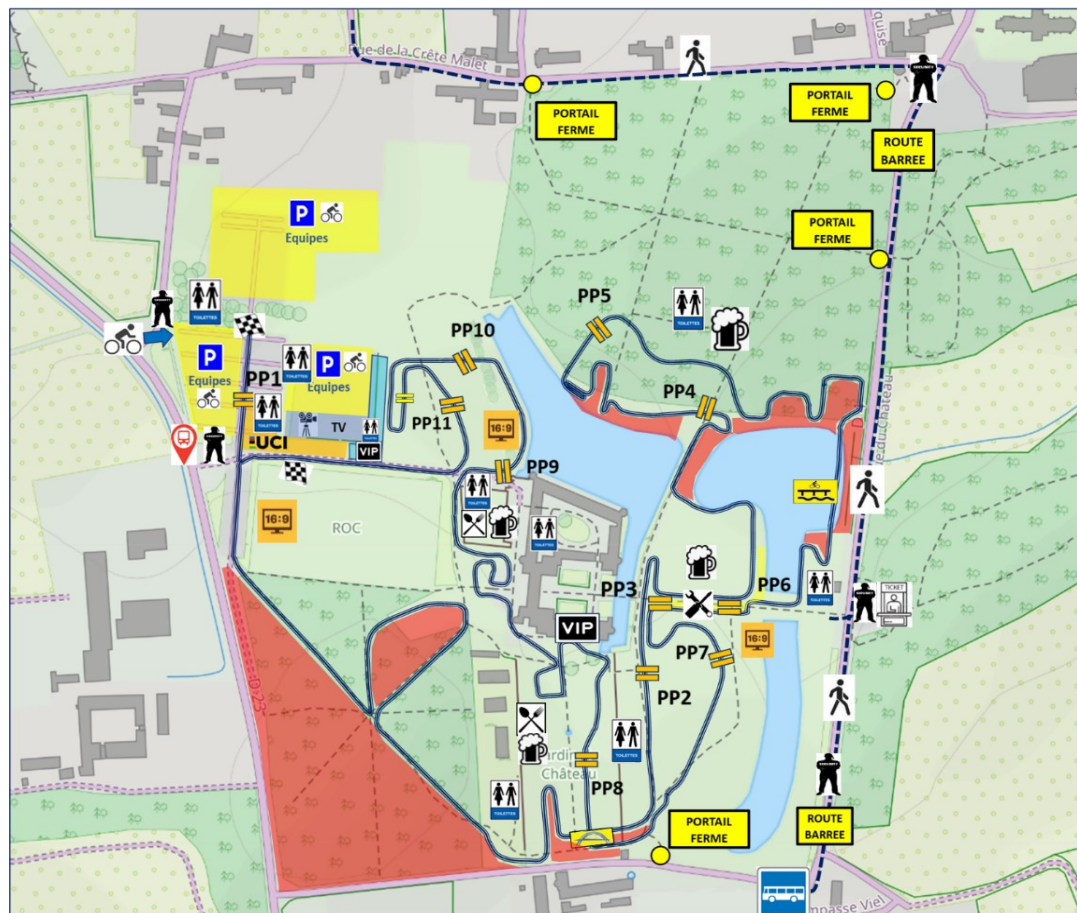 Rue de la Crête Malet
PORTAIL
FERME
PORTAIL
FERME
ROUTE
BARREE
PORTAIL
FERME
P
Equipes
TOILETTES
PP5
TOILETTES
PP10
P
Equipes
PP1
TOILETTES
P
Equipes
PP4
TOILETTES
TV
UCI
VIP
PP11
16:9
PP9
16:9
ROC
TOILETTES
TOILETTES
PP3
PP6
TOILETTES
TICKET
VIP
16:9
PP7
PP2
D 23
TOILETTES
Château
PP8
TOILETTES
PORTAIL
FERME
ROUTE
BARREE